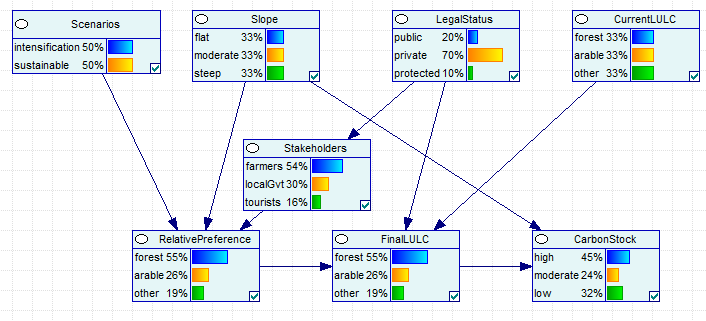 Scenarios
intensification 50%
sustainable 50%
Slope
flat 33%
moderate 33%
steep 33%
LegalStatus
public 20%
private 70%
protected 10%
CurrentLULC
forest 33%
arable 33%
other 33%
Stakeholders
farmers 54%
localGvt 30%
tourists 16%
RelativePreference
forest 55%
arable 26%
other 19%
FinalLULC
forest 55%
arable 26%
other 19%
CarbonStock
high 45%
moderate 24%
low 32%